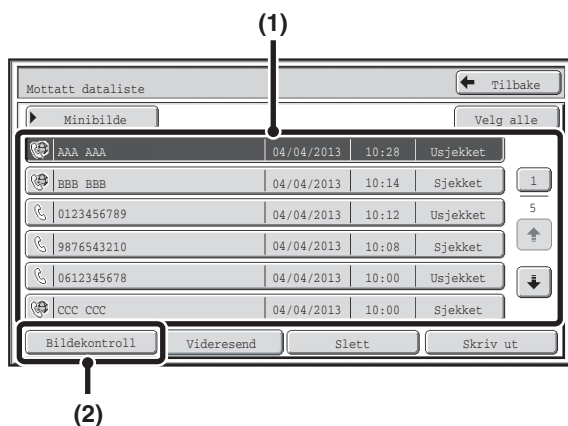 (1)
Mottatt dataliste Tilbake
Minibilde Velg alle
AAA AAA 04/04/2013 10:28 Usjekket
BBB BBB 04/04/2013 10:14 Sjekket 1
0123456789 04/04/2013 10:12 Usjekket 5
9876543210 04/04/2013 10:08 Sjekket
0612345678 04/04/2013 10:00 Usjekket
CCC CCC 04/04/2013 10:00 Sjekket
Bildekontroll Videresend Slett Skriv ut
(2)